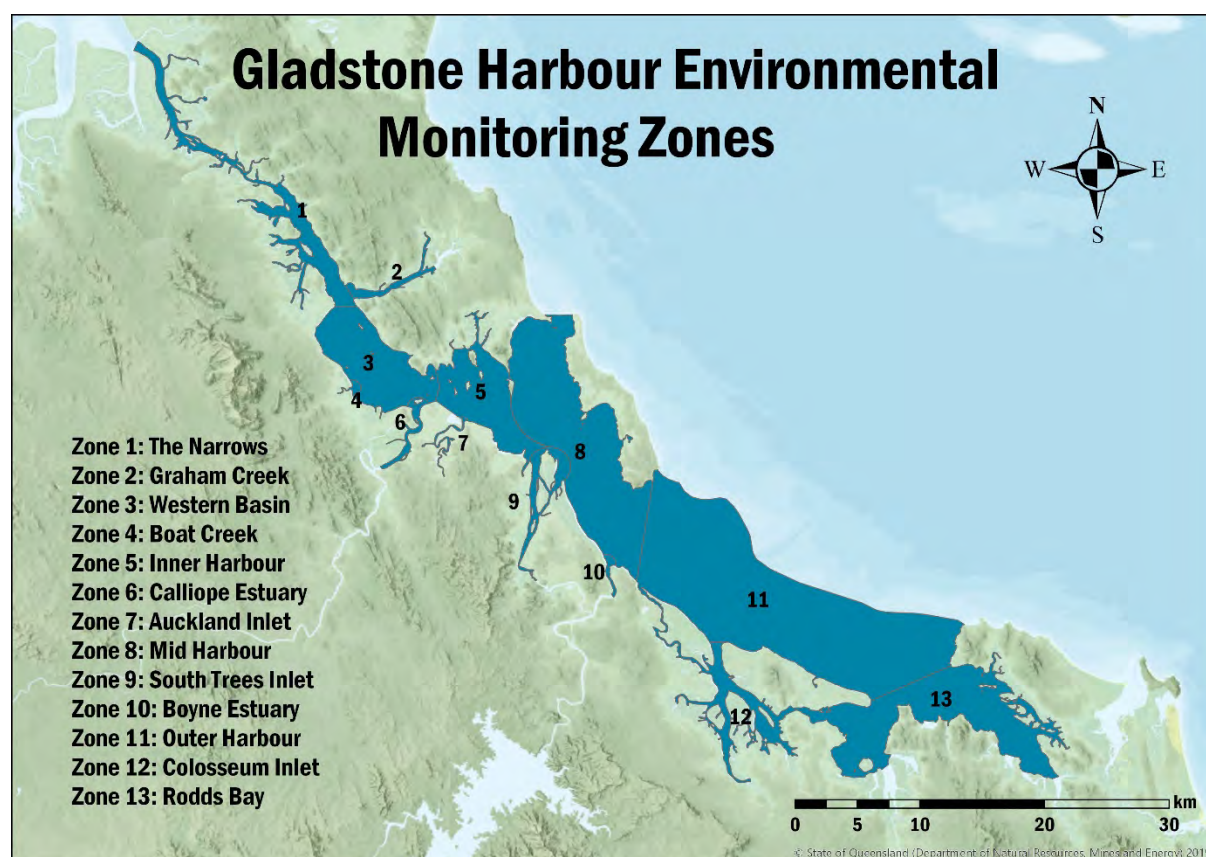 Gladstone Harbour Environmental
Monitoring Zones
N
W
E
S
1
2
3
4
5
6
7
8
9
10
11
12
13
Zone 1: The Narrows
Zone 2: Graham Creek
Zone 3: Western Basin
Zone 4: Boat Creek
Zone 5: Inner Harbour
Zone 6: Calliope Estuary
Zone 7: Auckland Inlet
Zone 8: Mid Harbour
Zone 9: South Trees Inlet
Zone 10: Boyne Estuary
Zone 11: Outer Harbour
Zone 12: Colosseum Inlet
Zone 13: Rodds Bay
km
0 5 10 20 30
© State of Queensland (Department of Natural Resources, Mines and Energy) 2019